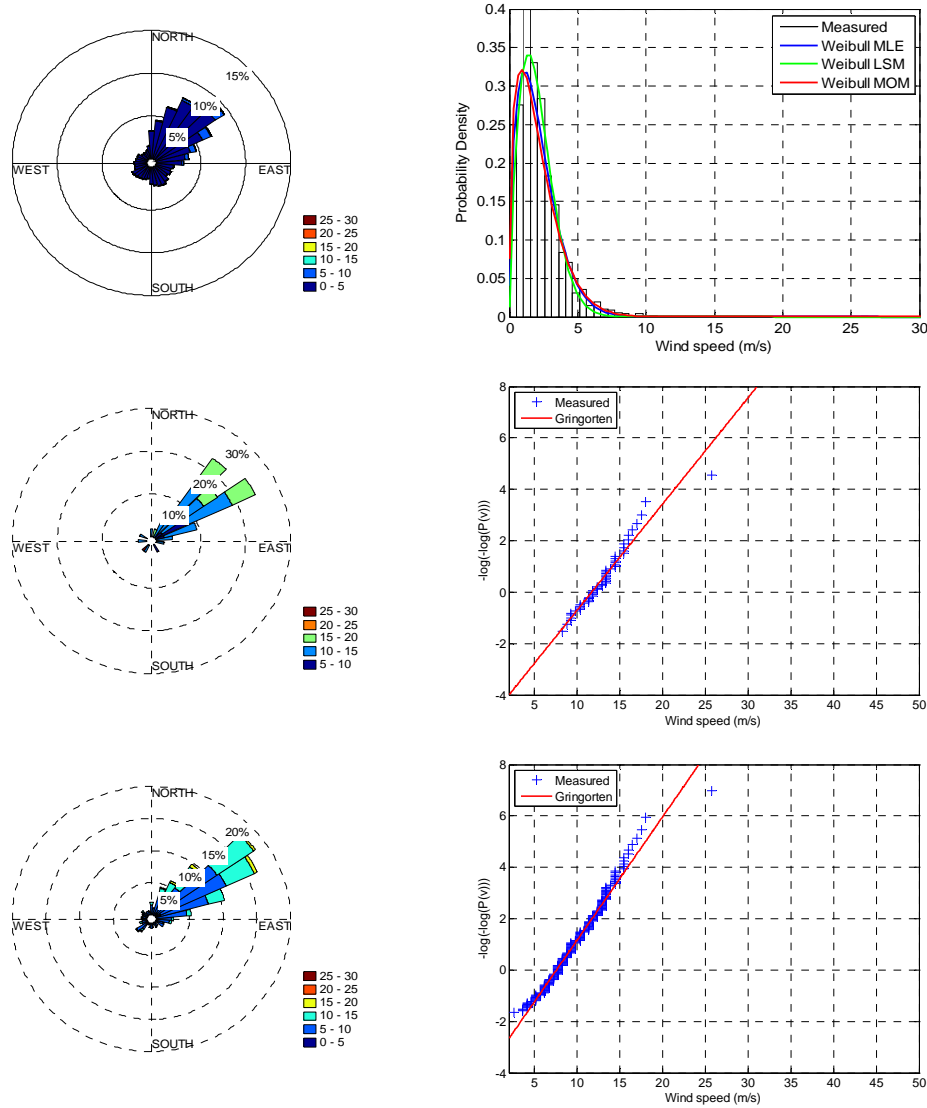 NORTH
15%
10%
5%
WEST
EAST
SOUTH
25 - 30
20 - 25
15 - 20
10 - 15
5 - 10
0 - 5
0.4
0.35
0.3
0.25
0.2
0.15
0.1
0.05
0
Probability Density
Measured
Weibull MLE
Weibull LSM
Weibull MOM
0 5 10 15 20 25 30
Wind speed (m/s)
NORTH
30%
20%
10%
WEST
EAST
SOUTH
25 - 30
20 - 25
15 - 20
10 - 15
5 - 10
8
6
4
2
0
-2
-4
-log(-log(P(v)))
Measured
Gringorten
5 10 15 20 25 30 35 40 45 50
Wind speed (m/s)
NORTH
20%
15%
10%
5%
WEST
EAST
SOUTH
25 - 30
20 - 25
15 - 20
10 - 15
5 - 10
0 - 5
8
6
4
2
0
-2
-4
-log(-log(P(v)))
Measured
Gringorten
5 10 15 20 25 30 35 40 45 50
Wind speed (m/s)